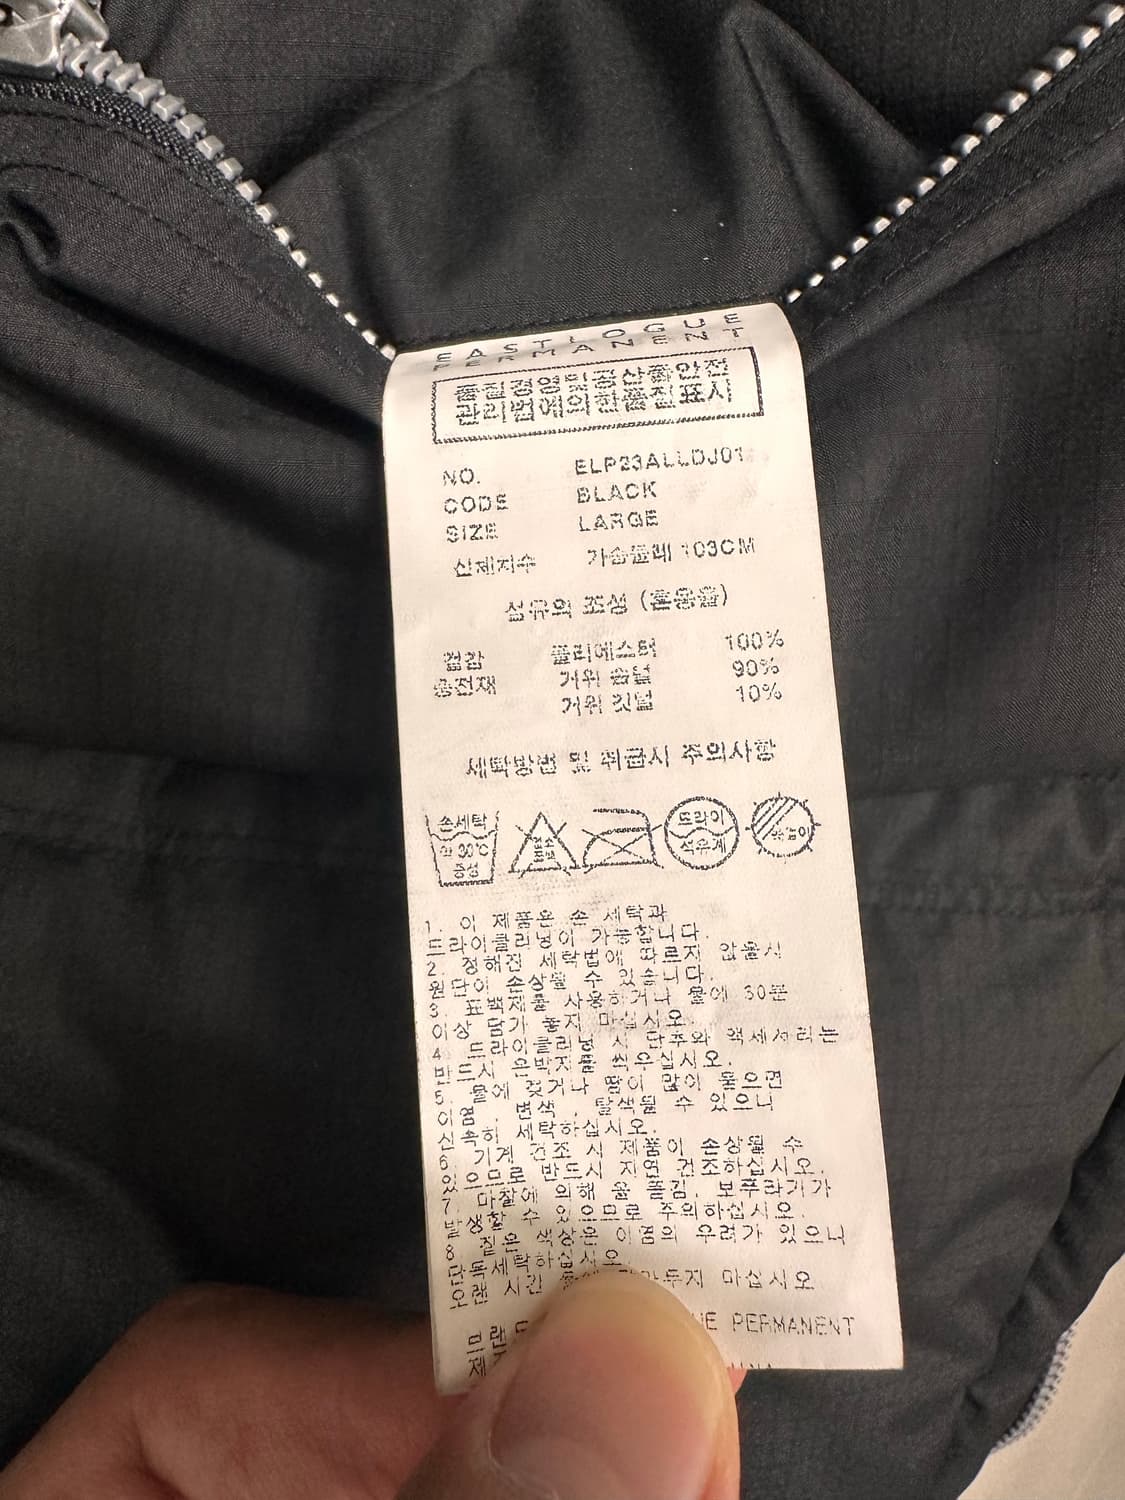 EASTLOGUE
PERMANENT
품질경영및공산품안전
관리법에의한품질표시
NO. ELP23ALLDJ01
CODE BLACK
SIZE LARGE
신체치수 가슴둘레 103CM
섬유의 조성 (혼용율)
겉감 폴리에스터 100%
충전재 거위 솜털 90%
거위 깃털 10%
세탁방법 및 취급시 주의사항
손세탁
약 30℃
중성
드라이
석유계
1. 이 제품은 손 세탁과
드라이클리닝이 가능합니다.
2. 정해진 세탁법에 따르지 않을시
원단이 손상될 수 있습니다.
3. 표백제를 사용하거나 물에 30분
이상 담가 놓지 마십시오.
4. 드라이클리닝 시 단추와 액세서리는
반드시 은박지를 씌우십시오.
5. 물에 젖거나 땀이 많이 묻으면
이염, 변색, 탈색될 수 있으니
신속히 세탁하십시오.
6. 기계 건조 시 제품이 손상될 수
있으므로 반드시 자연 건조하십시오.
7. 마찰에 의해 올 뜯김, 보푸라기가
발생할 수 있으므로 주의하십시오.
8. 짙은 색상은 이염의 우려가 있으니
단독세탁하십시오.
오랜 시간 마십시오
PERMANENT